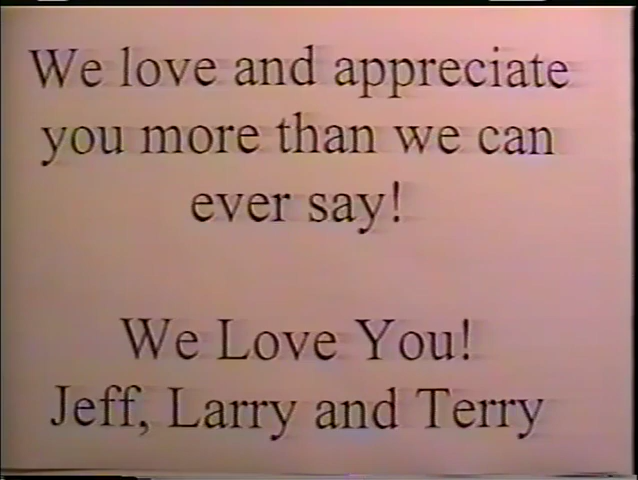 We love and appreciate
you more than we can
ever say!
We Love You!
Jeff, Larry and Terry